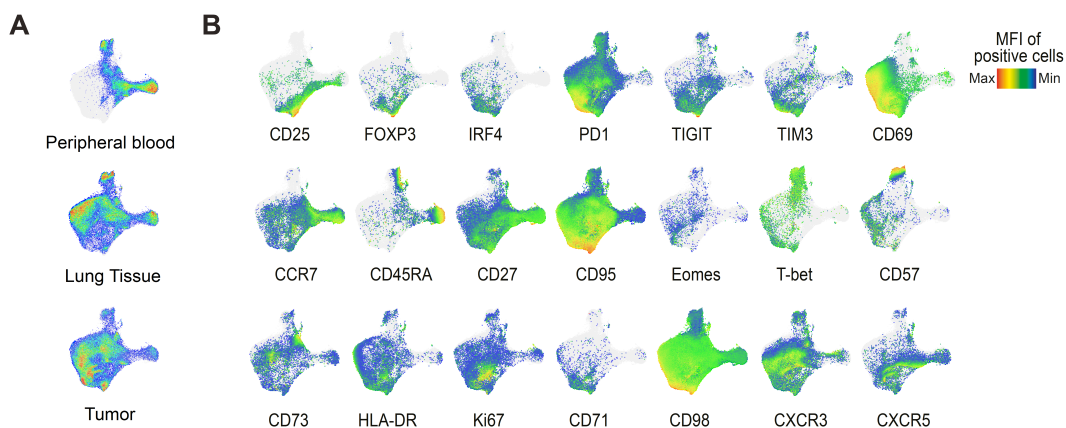 A
B
MFI of
positive cells
Max
Min
Peripheral blood
CD25
FOXP3
IRF4
PD1
TIGIT
TIM3
CD69
Lung Tissue
CCR7
CD45RA
CD27
CD95
Eomes
T-bet
CD57
Tumor
CD73
HLA-DR
Ki67
CD71
CD98
CXCR3
CXCR5